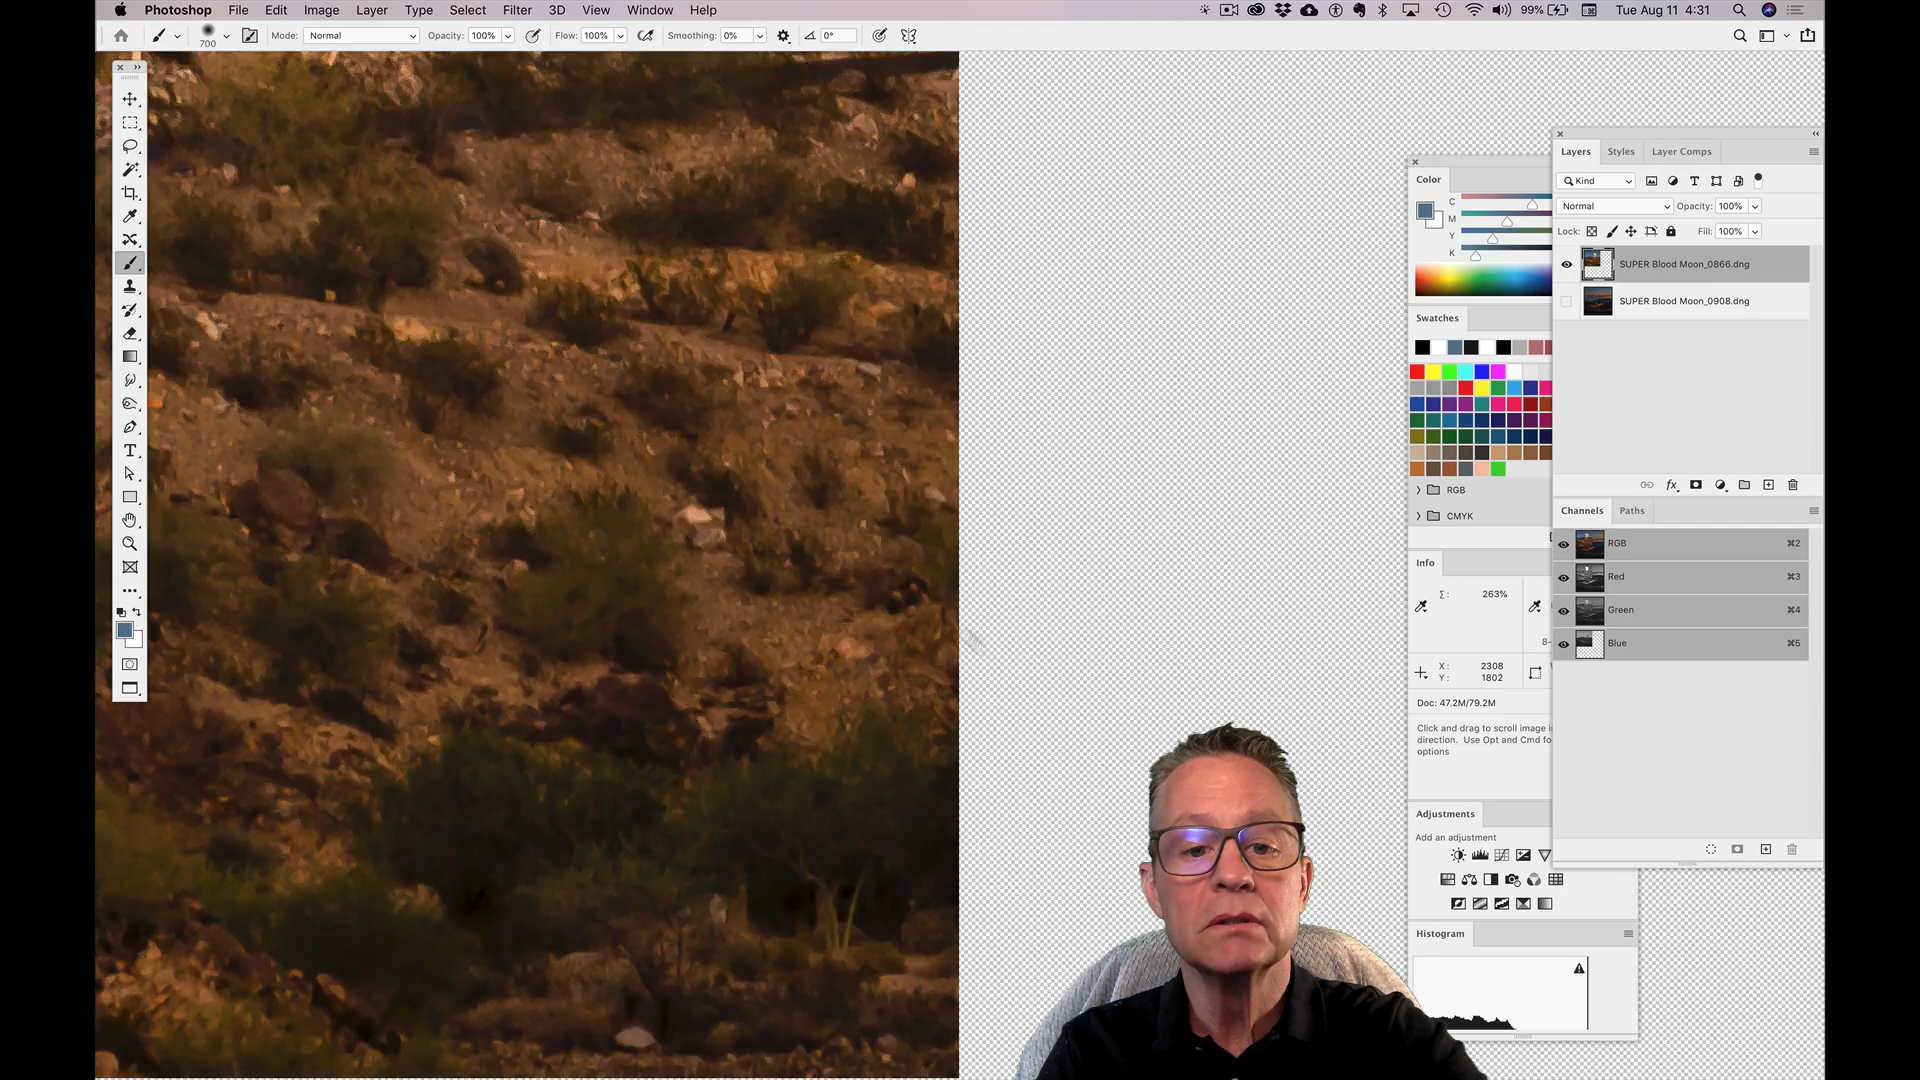 Photoshop File Edit Image Layer Type Select Filter 3D View Window Help 99% Tue Aug 11 4:31
700 Mode: Normal Opacity: 100% Flow: 100% Smoothing: 0% 0°
Layers Styles Layer Comps
Kind
Normal Opacity: 100%
Lock: Fill: 100%
SUPER Blood Moon_0866.dng
SUPER Blood Moon_0908.dng
fx
Channels Paths
RGB ⌘2
Red ⌘3
Green ⌘4
Blue ⌘5
Color
C
M
Y
K
Swatches
RGB
CMYK
Info
Σ: 263%
8-
X: 2308
Y: 1802
Doc: 47.2M/79.2M
Click and drag to scroll image i
direction. Use Opt and Cmd fo
options
Adjustments
Add an adjustment
Histogram